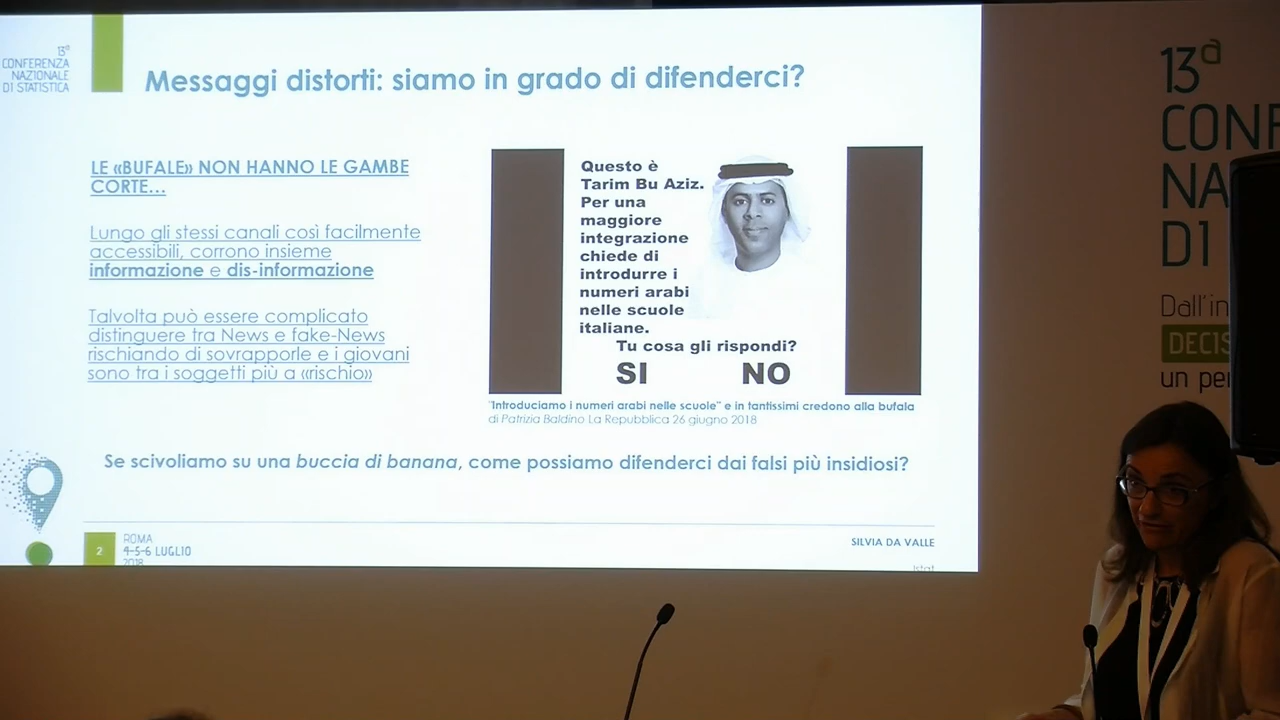 13ª
CONFERENZA
NAZIONALE
DI STATISTICA
Messaggi distorti: siamo in grado di difenderci?
LE «BUFALE» NON HANNO LE GAMBE
CORTE...
Lungo gli stessi canali così facilmente
accessibili, corrono insieme
informazione e dis-informazione
Talvolta può essere complicato
distinguere tra News e fake-News
rischiando di sovrapporle e i giovani
sono tra i soggetti più a «rischio»
Questo è
Tarim Bu Aziz.
Per una
maggiore
integrazione
chiede di
introdurre i
numeri arabi
nelle scuole
italiane.
Tu cosa gli rispondi?
SI NO
"Introduciamo i numeri arabi nelle scuole" e in tantissimi credono alla bufala
di Patrizia Baldino La Repubblica 26 giugno 2018
Se scivoliamo su una buccia di banana, come possiamo difenderci dai falsi più insidiosi?
2
ROMA
4-5-6 LUGLIO
2018
SILVIA DA VALLE
Istat
13ª
CONF
NA
DI
Dall'in
DECIS
un per